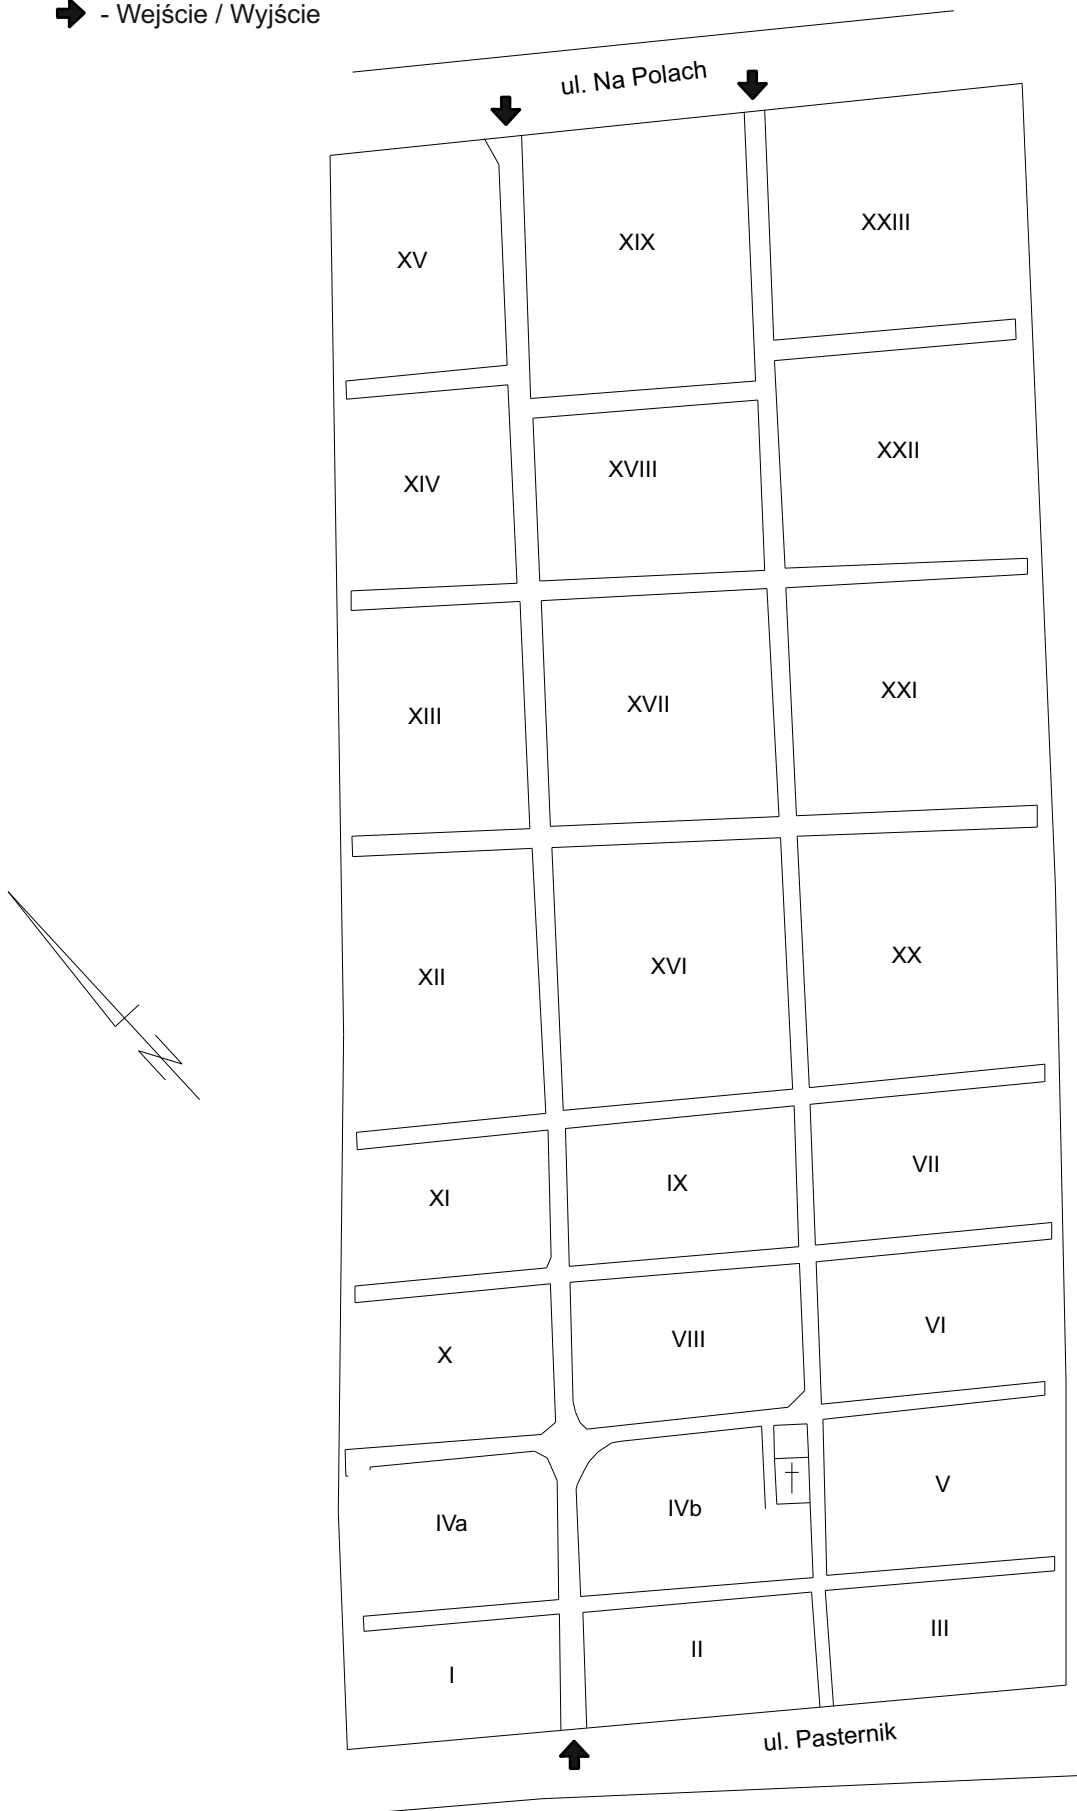 - Wejście / Wyjście
ul. Na Polach
XXIII
XIX
XV
XXII
XVIII
XIV
XXI
XVII
XIII
XX
XVI
XII
VII
IX
XI
VI
VIII
X
V
IVb
IVa
III
II
I
ul. Pasternik
N